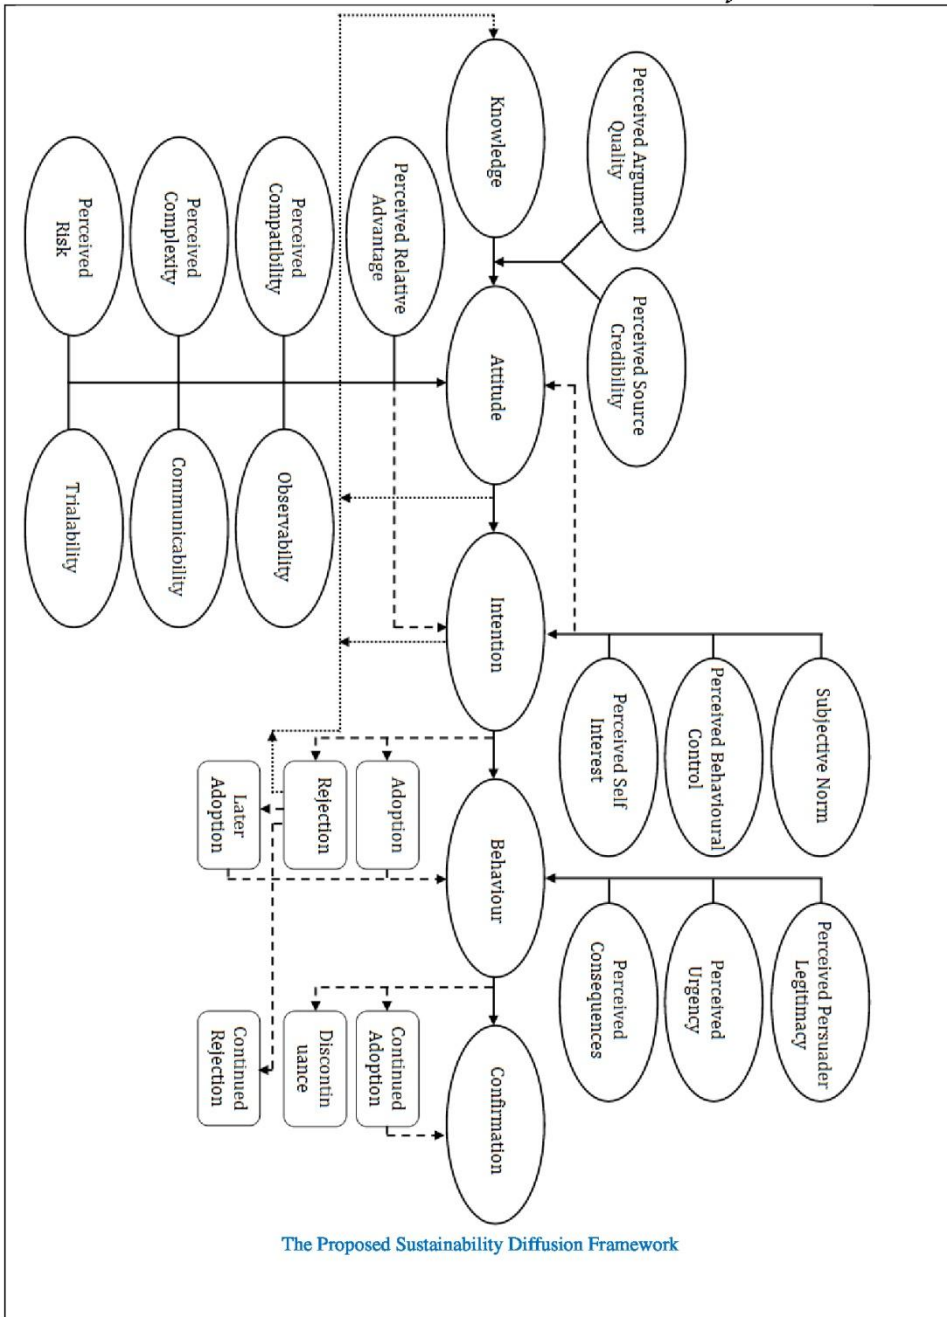 Subjective Norm
Perceived Persuader
Legitimacy
Perceived Behavioural
Control
Perceived
Urgency
Perceived Argument
Quality
Perceived Source
Credibility
Perceived Self
Interest
Perceived
Consequences
Knowledge
Attitude
Intention
Behaviour
Confirmation
Perceived Relative
Advantage
Adoption
Continued
Adoption
Rejection
Discontin
uance
Perceived
Compatibility
Observability
Later
Adoption
Continued
Rejection
Perceived
Complexity
Communicability
Perceived
Risk
Trialability
The Proposed Sustainability Diffusion Framework